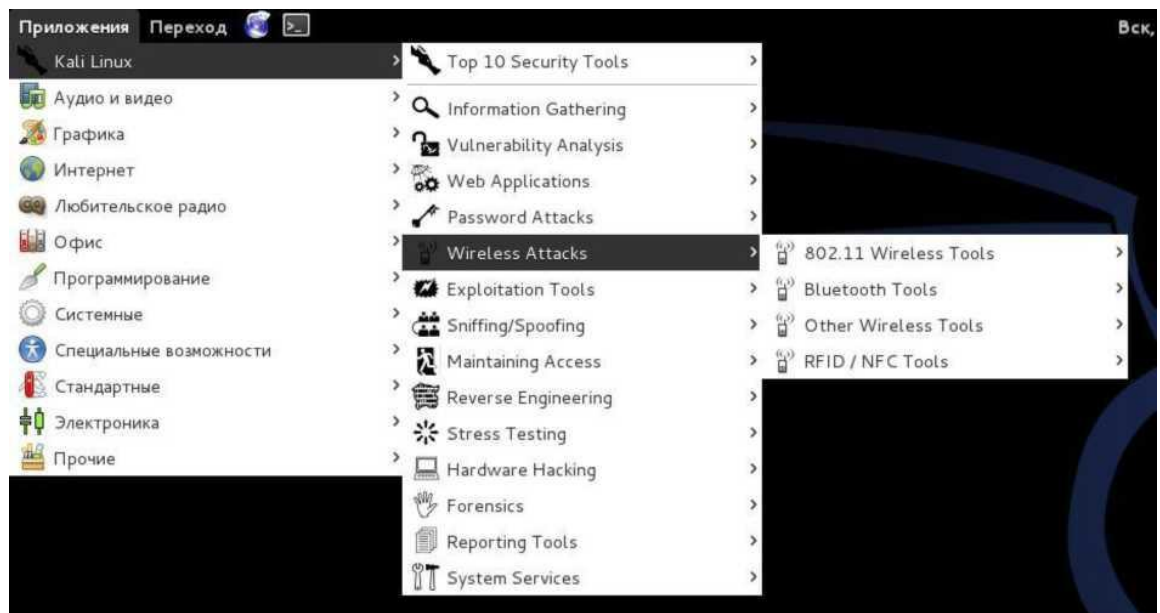 Приложения Переход Вск,
Kali Linux
Аудио и видео
Графика
Интернет
Любительское радио
Офис
Программирование
Системные
Специальные возможности
Стандартные
Электроника
Прочие
Top 10 Security Tools
Information Gathering
Vulnerability Analysis
Web Applications
Password Attacks
Wireless Attacks
Exploitation Tools
Sniffing/Spoofing
Maintaining Access
Reverse Engineering
Stress Testing
Hardware Hacking
Forensics
Reporting Tools
System Services
802.11 Wireless Tools
Bluetooth Tools
Other Wireless Tools
RFID / NFC Tools